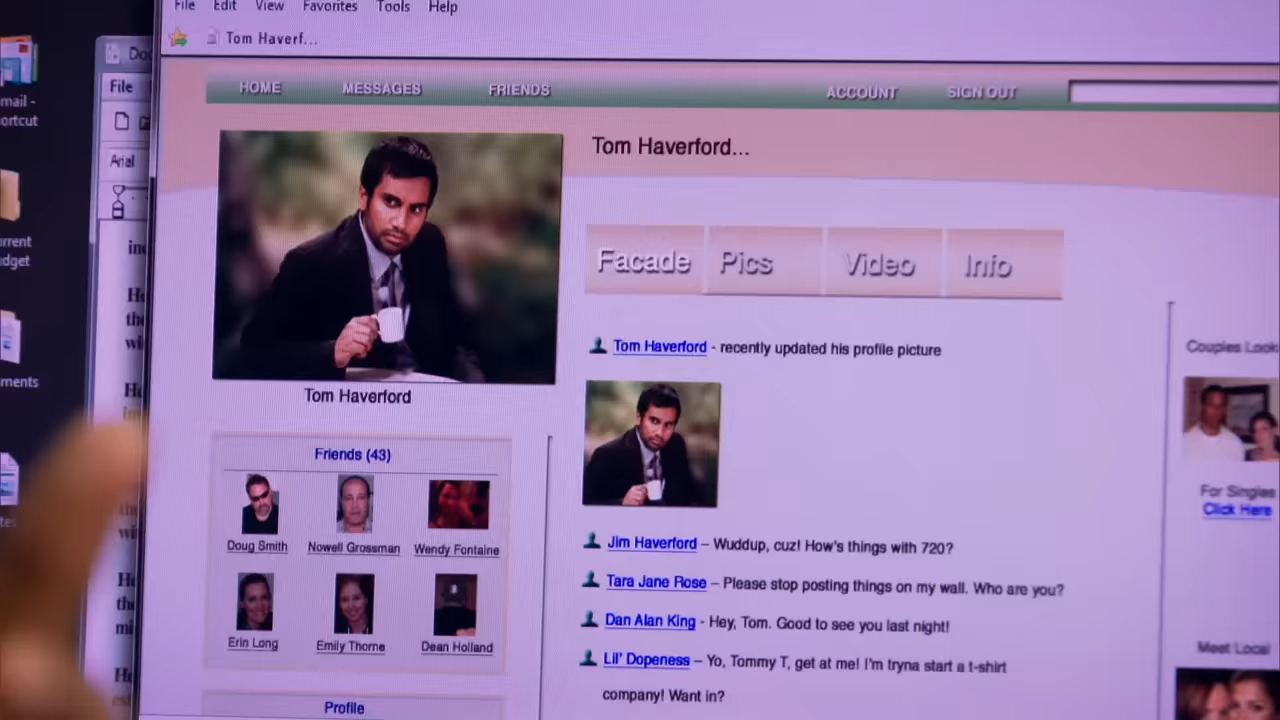 File Edit View Favorites Tools Help
Tom Haverf...
File
Arial
HOME MESSAGES FRIENDS ACCOUNT SIGN OUT
Tom Haverford...
Facade Pics Video Info
Tom Haverford - recently updated his profile picture
Tom Haverford
Friends (43)
Doug Smith Nowell Grossman Wendy Fontaine
Erin Long Emily Thorne Dean Holland
Profile
Jim Haverford – Wuddup, cuz! How's things with 720?
Tara Jane Rose – Please stop posting things on my wall. Who are you?
Dan Alan King - Hey, Tom. Good to see you last night!
Lil' Dopeness – Yo, Tommy T, get at me! I'm tryna start a t-shirt
company! Want in?
Couples Look
For Singles
Click Here
Meet Local